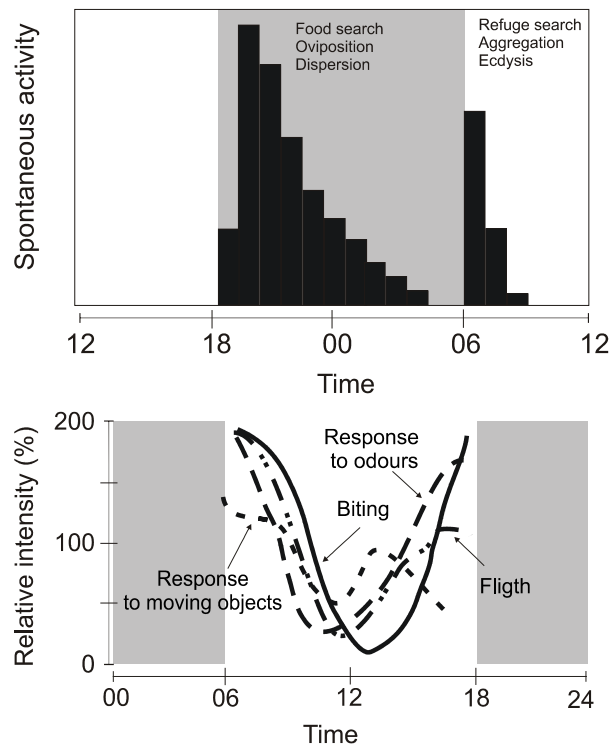 Spontaneous activity
Food search
Oviposition
Dispersion
Refuge search
Aggregation
Ecdysis
12 18 00 06 12
Time
Relative intensity (%)
200
100
0
Response
to odours
Biting
Response
to moving objects
Fligth
00 06 12 18 24
Time